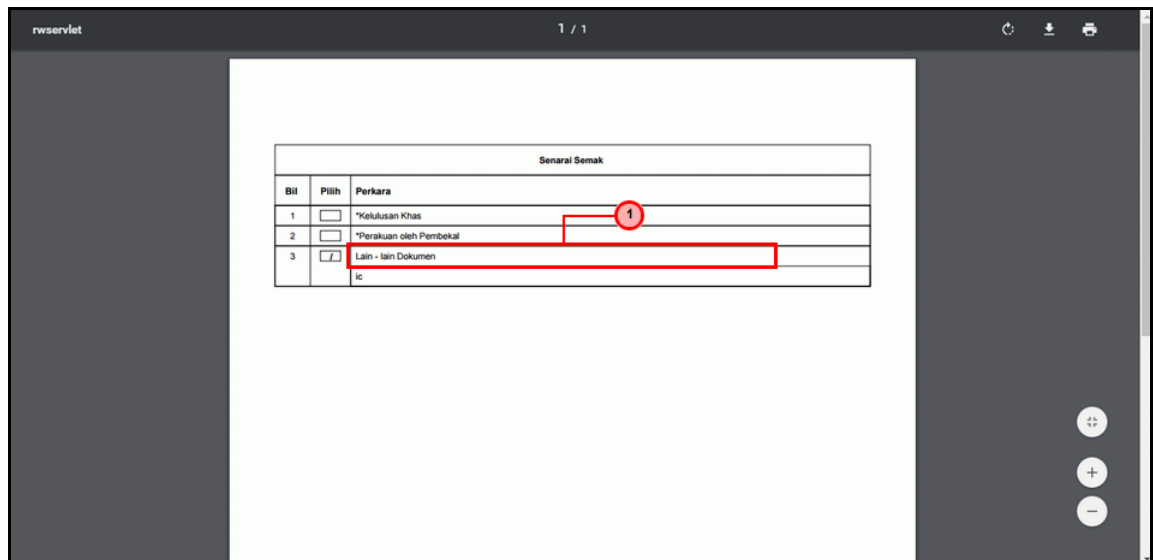 rwservlet 1 / 1
Senarai Semak
Bil Pilih Perkara
1 *Kelulusan Khas
1
2 *Perakuan oleh Pembekal
3 / Lain - lain Dokumen
ic